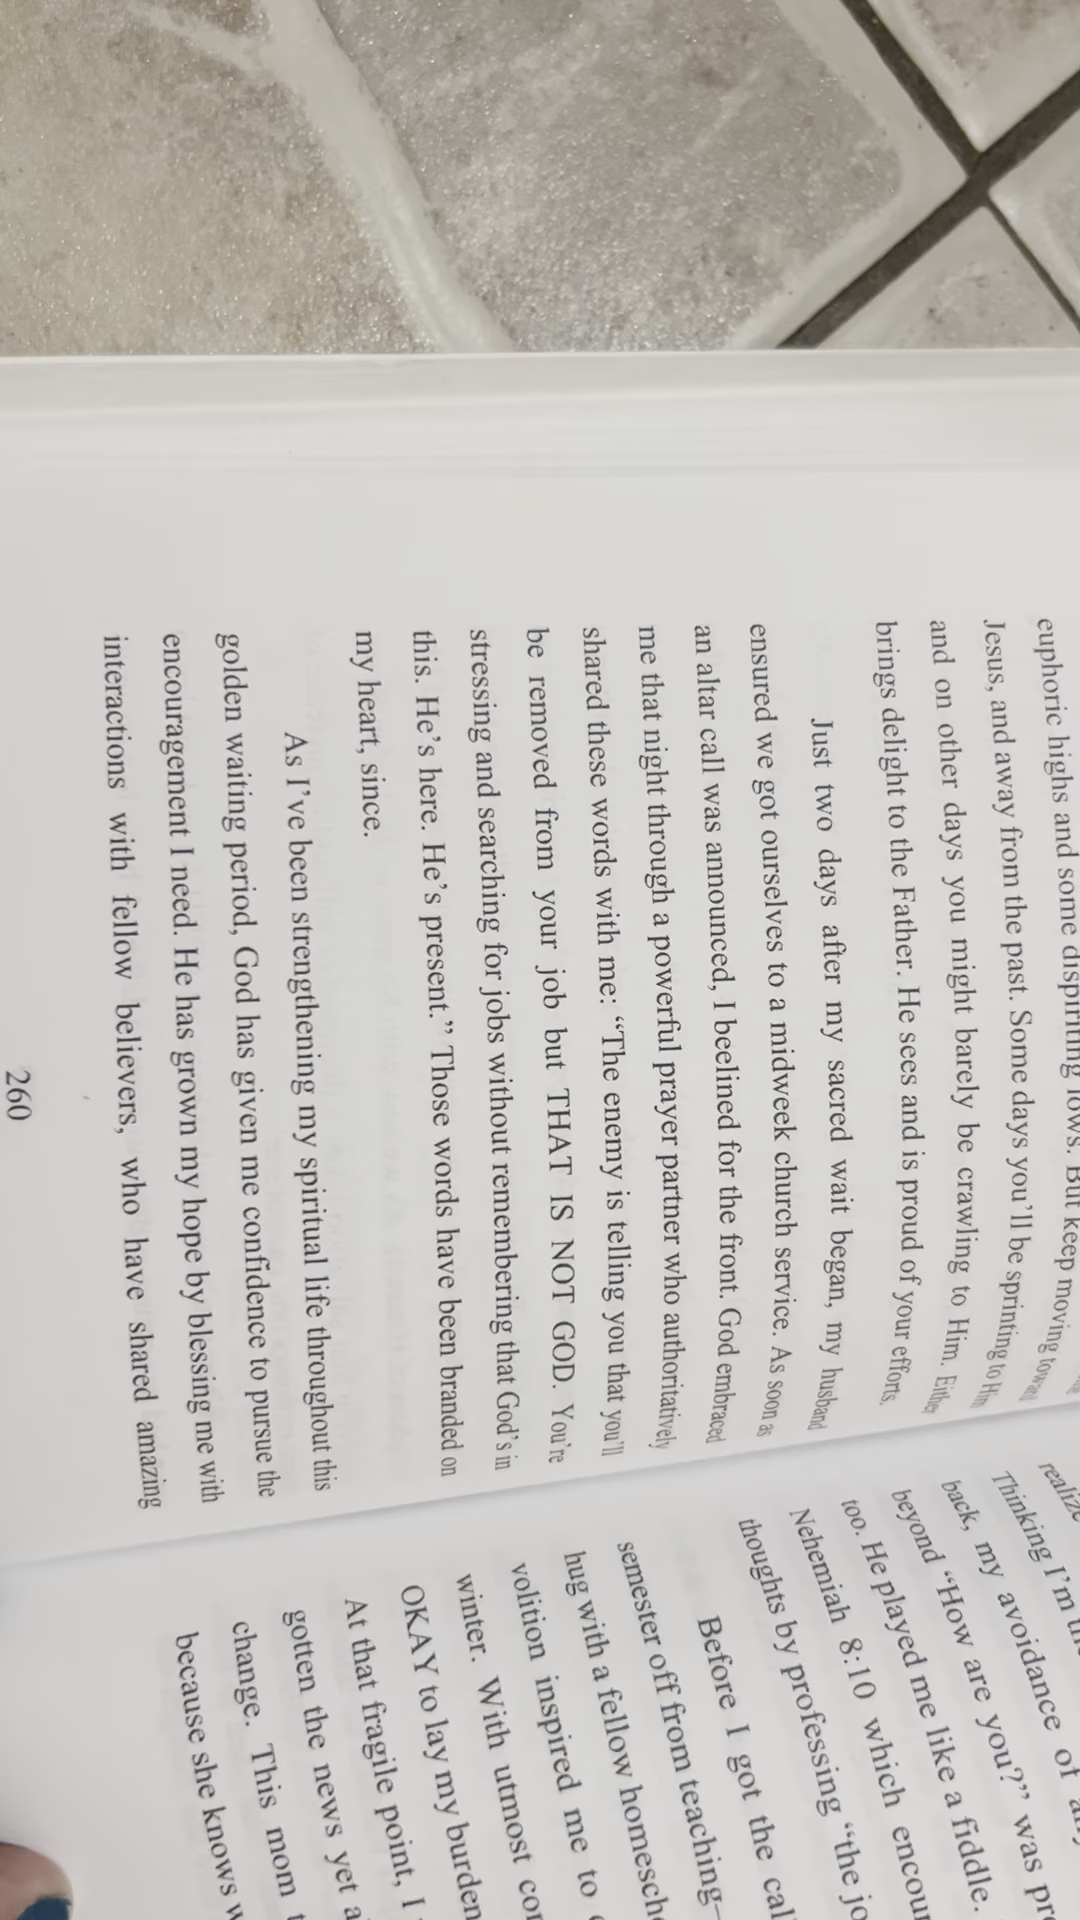 euphoric highs and some dispiriting lows. But keep moving toward
Jesus, and away from the past. Some days you'll be sprinting to Him
and on other days you might barely be crawling to Him. Either
brings delight to the Father. He sees and is proud of your efforts.
Just two days after my sacred wait began, my husband
ensured we got ourselves to a midweek church service. As soon as
an altar call was announced, I beelined for the front. God embraced
me that night through a powerful prayer partner who authoritatively
shared these words with me: “The enemy is telling you that you'll
be removed from your job but THAT IS NOT GOD. You're
stressing and searching for jobs without remembering that God's in
this. He's here. He's present.” Those words have been branded on
my heart, since.
As I've been strengthening my spiritual life throughout this
golden waiting period, God has given me confidence to pursue the
encouragement I need. He has grown my hope by blessing me with
interactions with fellow believers, who have shared amazing
260
realize
Thinking I'm
back, my avoidance of
beyond “How are you?” was
too. He played me like a fiddle.
Nehemiah 8:10 which
thoughts by professing “the
Before I got the
semester off from teaching—
hug with a fellow
volition inspired me to
winter. With utmost
OKAY to lay my
At that fragile point, I
gotten the news yet
change. This mom
because she knows